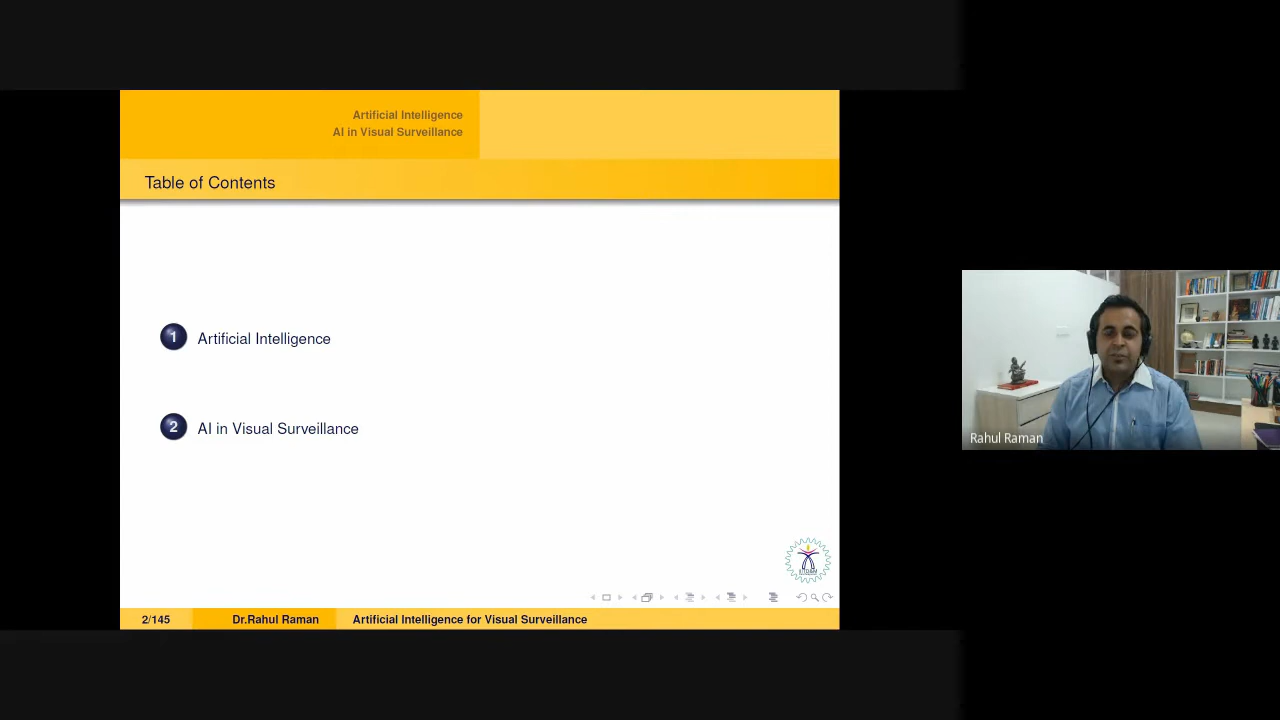 Artificial Intelligence
AI in Visual Surveillance
Table of Contents
1 Artificial Intelligence
2 AI in Visual Surveillance
2/145 Dr.Rahul Raman Artificial Intelligence for Visual Surveillance
Rahul Raman